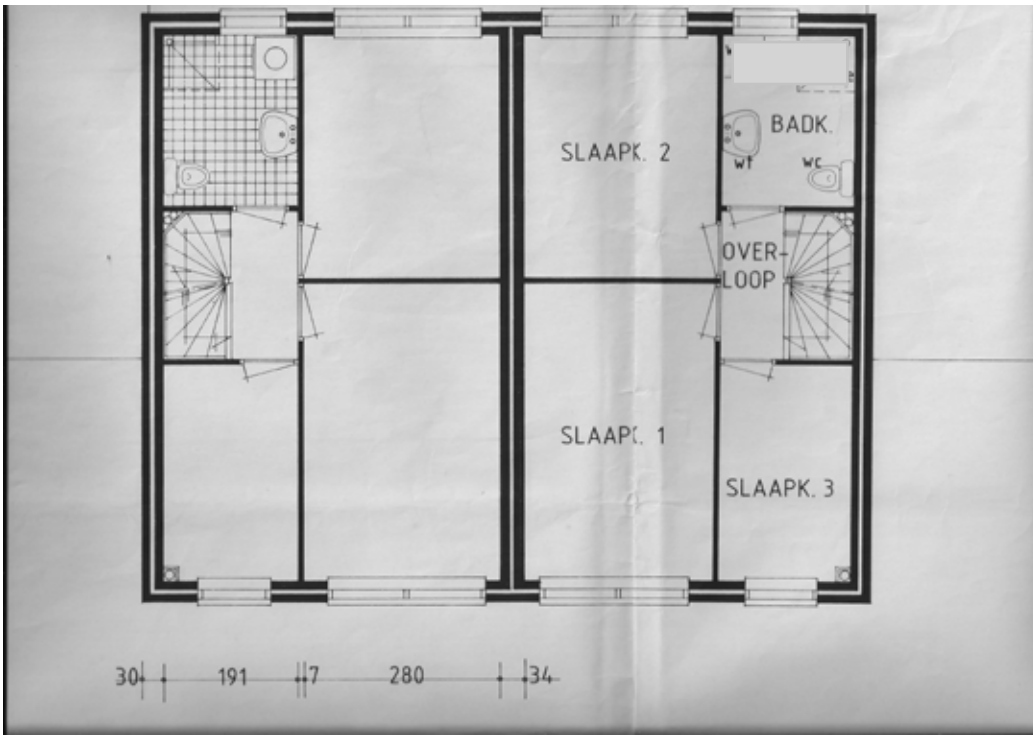 SLAAPK. 2
BADK.
wt
wc
OVER-
LOOP
SLAAPK. 1
SLAAPK. 3
30
191
7
280
34